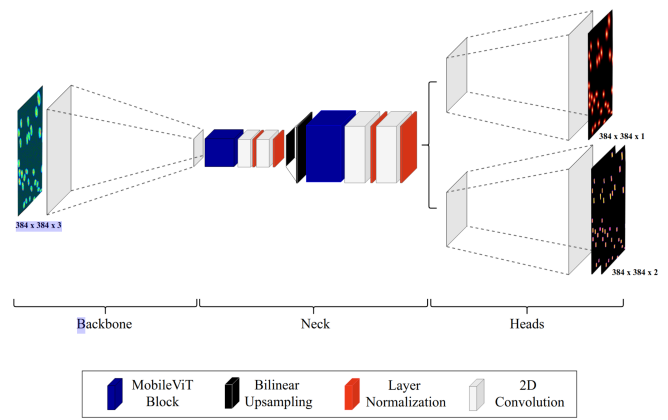 384 x 384 x 1
384 x 384 x 3
384 x 384 x 2
Backbone
Neck
Heads
MobileViT
Block
Bilinear
Upsampling
Layer
Normalization
2D
Convolution